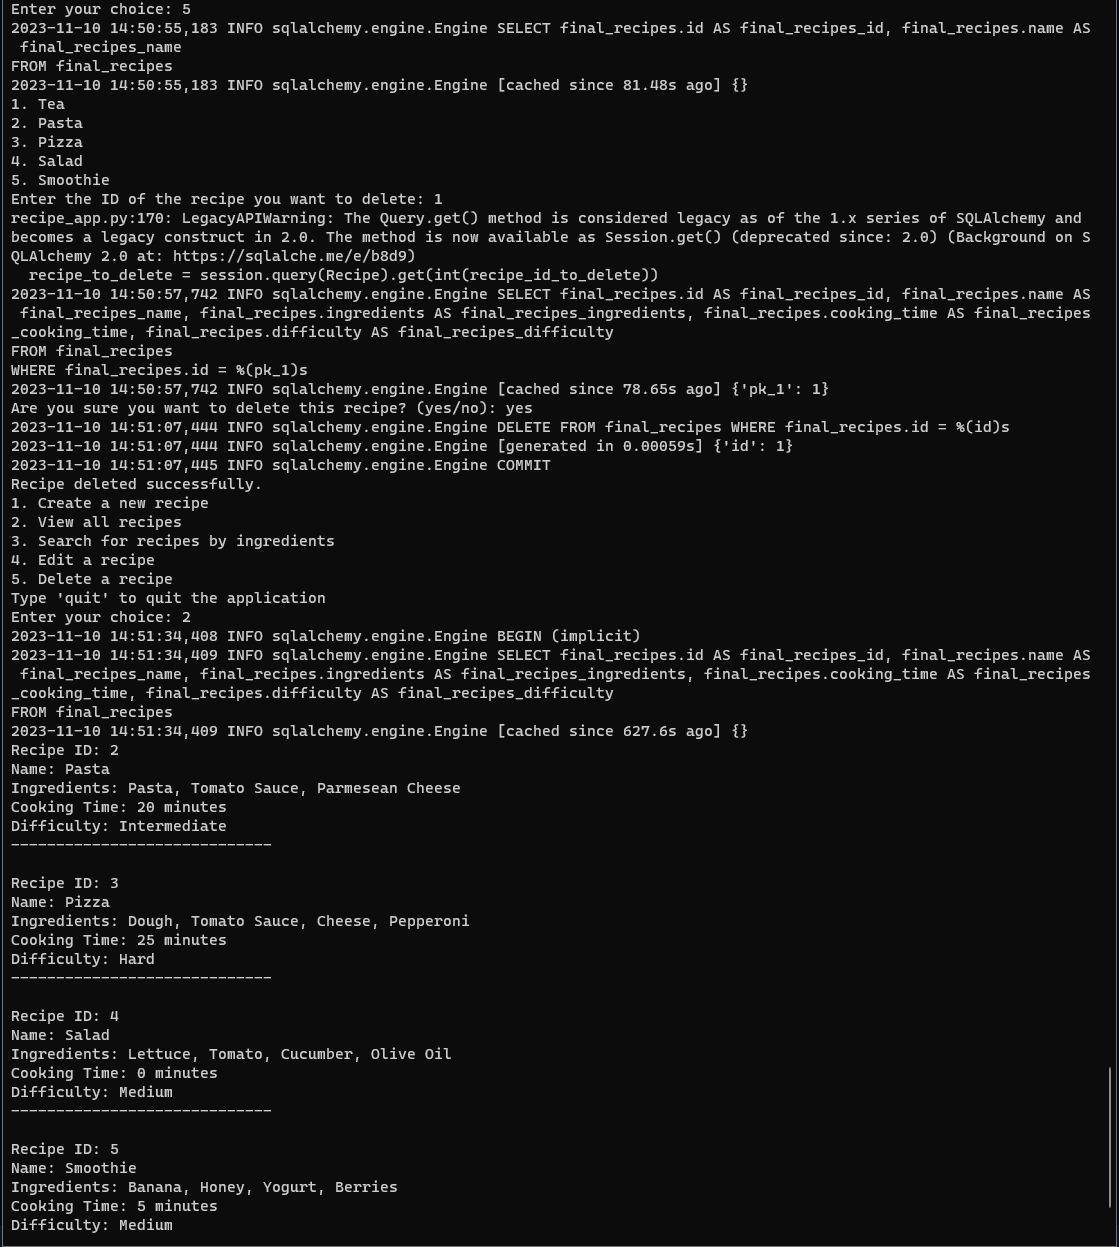 Enter your choice: 5
2023-11-10 14:50:55,183 INFO sqlalchemy.engine.Engine SELECT final_recipes.id AS final_recipes_id, final_recipes.name AS
 final_recipes_name
FROM final_recipes
2023-11-10 14:50:55,183 INFO sqlalchemy.engine.Engine [cached since 81.48s ago] {}
1. Tea
2. Pasta
3. Pizza
4. Salad
5. Smoothie
Enter the ID of the recipe you want to delete: 1
recipe_app.py:170: LegacyAPIWarning: The Query.get() method is considered legacy as of the 1.x series of SQLAlchemy and
becomes a legacy construct in 2.0. The method is now available as Session.get() (deprecated since: 2.0) (Background on S
QLAlchemy 2.0 at: https://sqlalche.me/e/b8d9)
  recipe_to_delete = session.query(Recipe).get(int(recipe_id_to_delete))
2023-11-10 14:50:57,742 INFO sqlalchemy.engine.Engine SELECT final_recipes.id AS final_recipes_id, final_recipes.name AS
 final_recipes_name, final_recipes.ingredients AS final_recipes_ingredients, final_recipes.cooking_time AS final_recipes
_cooking_time, final_recipes.difficulty AS final_recipes_difficulty
FROM final_recipes
WHERE final_recipes.id = %(pk_1)s
2023-11-10 14:50:57,742 INFO sqlalchemy.engine.Engine [cached since 78.65s ago] {'pk_1': 1}
Are you sure you want to delete this recipe? (yes/no): yes
2023-11-10 14:51:07,444 INFO sqlalchemy.engine.Engine DELETE FROM final_recipes WHERE final_recipes.id = %(id)s
2023-11-10 14:51:07,444 INFO sqlalchemy.engine.Engine [generated in 0.00059s] {'id': 1}
2023-11-10 14:51:07,445 INFO sqlalchemy.engine.Engine COMMIT
Recipe deleted successfully.
1. Create a new recipe
2. View all recipes
3. Search for recipes by ingredients
4. Edit a recipe
5. Delete a recipe
Type 'quit' to quit the application
Enter your choice: 2
2023-11-10 14:51:34,408 INFO sqlalchemy.engine.Engine BEGIN (implicit)
2023-11-10 14:51:34,409 INFO sqlalchemy.engine.Engine SELECT final_recipes.id AS final_recipes_id, final_recipes.name AS
 final_recipes_name, final_recipes.ingredients AS final_recipes_ingredients, final_recipes.cooking_time AS final_recipes
_cooking_time, final_recipes.difficulty AS final_recipes_difficulty
FROM final_recipes
2023-11-10 14:51:34,409 INFO sqlalchemy.engine.Engine [cached since 627.6s ago] {}
Recipe ID: 2
Name: Pasta
Ingredients: Pasta, Tomato Sauce, Parmesean Cheese
Cooking Time: 20 minutes
Difficulty: Intermediate
-----------------------------
Recipe ID: 3
Name: Pizza
Ingredients: Dough, Tomato Sauce, Cheese, Pepperoni
Cooking Time: 25 minutes
Difficulty: Hard
-----------------------------
Recipe ID: 4
Name: Salad
Ingredients: Lettuce, Tomato, Cucumber, Olive Oil
Cooking Time: 0 minutes
Difficulty: Medium
-----------------------------
Recipe ID: 5
Name: Smoothie
Ingredients: Banana, Honey, Yogurt, Berries
Cooking Time: 5 minutes
Difficulty: Medium